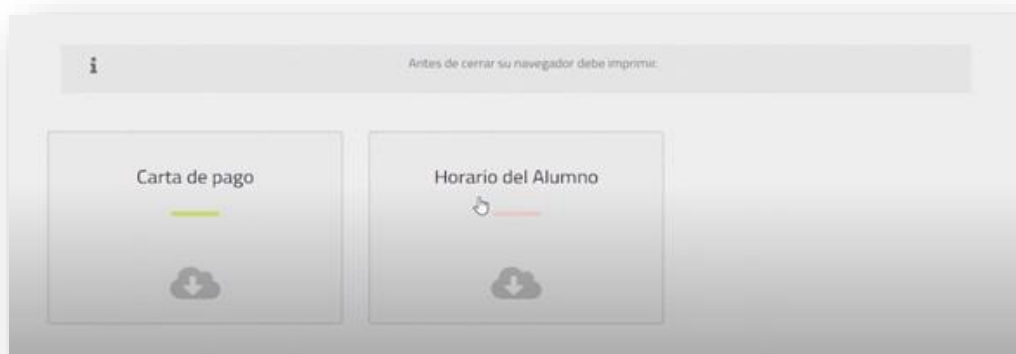 i
Antes de cerrar su navegador debe imprimir.
Carta de pago
Horario del Alumno